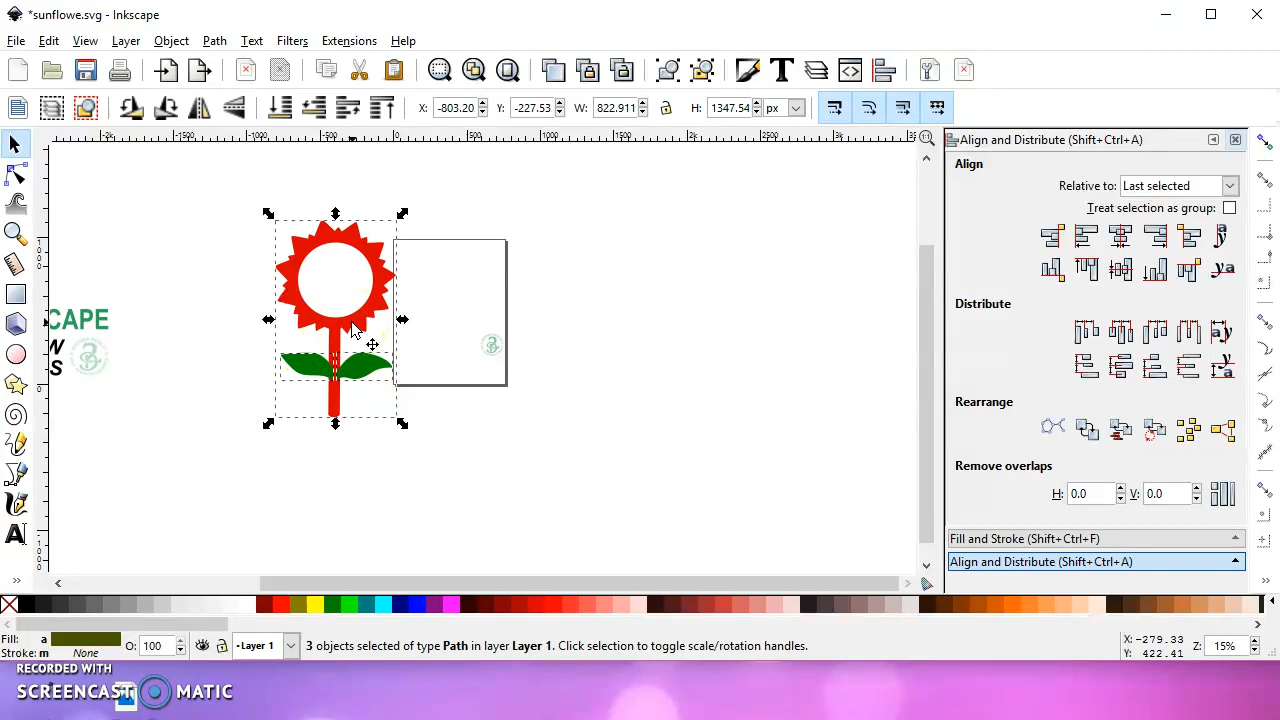 *sunflowe.svg - Inkscape
File Edit View Layer Object Path Text Filters Extensions Help
X: -803.20 Y: -227.53 W: 822.911 H: 1347.54 px
Align and Distribute (Shift+Ctrl+A)
Align
Relative to: Last selected
Treat selection as group:
Distribute
Rearrange
Remove overlaps
H: 0.0 V: 0.0
Fill and Stroke (Shift+Ctrl+F)
Align and Distribute (Shift+Ctrl+A)
CAPE
W
S
Fill: a
Stroke: m None
O: 100
Layer 1
3 objects selected of type Path in layer Layer 1. Click selection to toggle scale/rotation handles.
X: -279.33
Y: 422.41
Z: 15%
RECORDED WITH
SCREENCAST MATIC